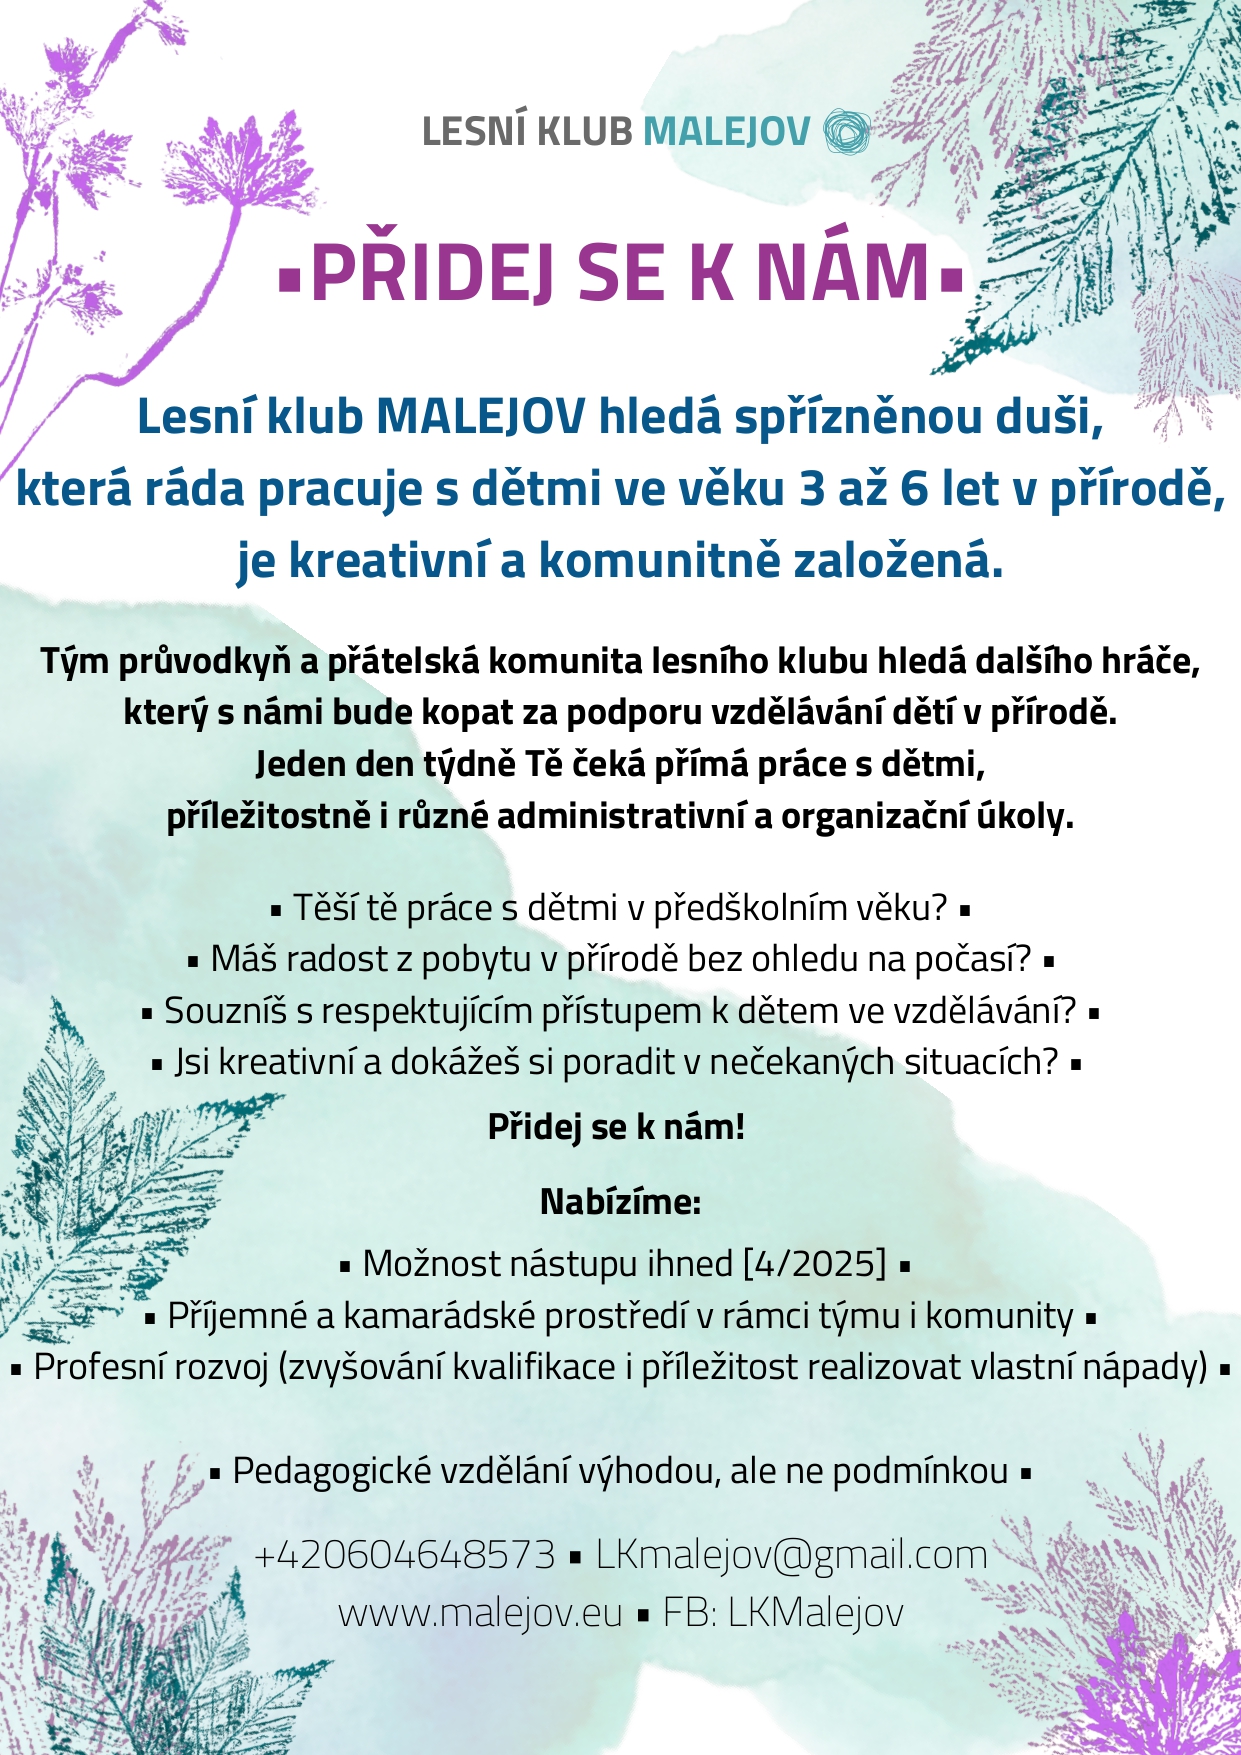 LESNÍ KLUB MALEJOV
▪PŘIDEJ SE K NÁM▪
Lesní klub MALEJOV hledá spřízněnou duši,
která ráda pracuje s dětmi ve věku 3 až 6 let v přírodě,
je kreativní a komunitně založená.
Tým průvodkyň a přátelská komunita lesního klubu hledá dalšího hráče,
který s námi bude kopat za podporu vzdělávání dětí v přírodě.
Jeden den týdně Tě čeká přímá práce s dětmi,
příležitostně i různé administrativní a organizační úkoly.
▪ Těší tě práce s dětmi v předškolním věku? ▪
▪ Máš radost z pobytu v přírodě bez ohledu na počasí? ▪
▪ Souzníš s respektujícím přístupem k dětem ve vzdělávání? ▪
▪ Jsi kreativní a dokážeš si poradit v nečekaných situacích? ▪
Přidej se k nám!
Nabízíme:
▪ Možnost nástupu ihned [4/2025] ▪
▪ Příjemné a kamarádské prostředí v rámci týmu i komunity ▪
▪ Profesní rozvoj (zvyšování kvalifikace i příležitost realizovat vlastní nápady) ▪
▪ Pedagogické vzdělání výhodou, ale ne podmínkou ▪
+420604648573 ▪ LKmalejov@gmail.com
www.malejov.eu ▪ FB: LKMalejov